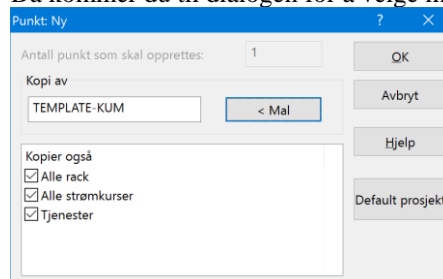 Da kommer du til dialogen for å velge
Punkt: Ny
Antall punkt som skal opprettes: 1
OK
Kopi av
TEMPLATE-KUM
< Mal
Avbryt
Hjelp
Kopier også
Alle rack
Alle strømkurser
Tjenester
Default prosjekt